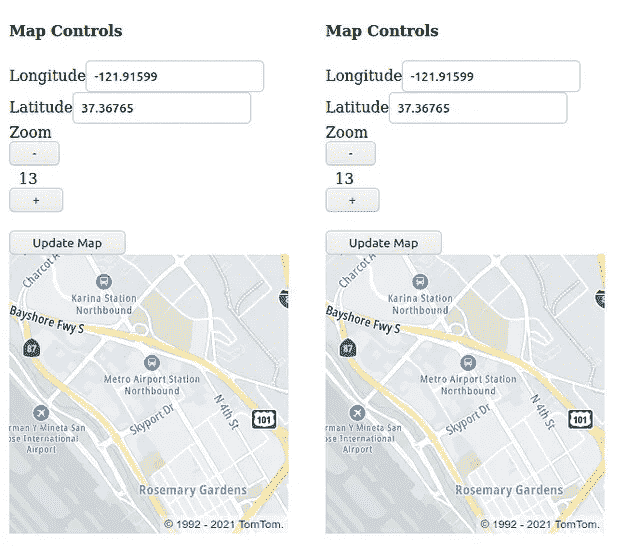 Map Controls
Longitude -121.91599
Latitude 37.36765
Zoom
-
13
+
Update Map
Charcot A
Karina Station
Northbound
Bayshore Fwy S
87
Metro Airport Station
Northbound
Skyport Dr
N 4th St
101
rman Y Mineta San
ose International
Airport
Rosemary Gardens
© 1992 - 2021 TomTom.
Map Controls
Longitude -121.91599
Latitude 37.36765
Zoom
-
13
+
Update Map
Charcot A
Karina Station
Northbound
Bayshore Fwy S
87
Metro Airport Station
Northbound
Skyport Dr
N 4th St
101
rman Y Mineta San
ose International
Airport
Rosemary Gardens
© 1992 - 2021 TomTom.